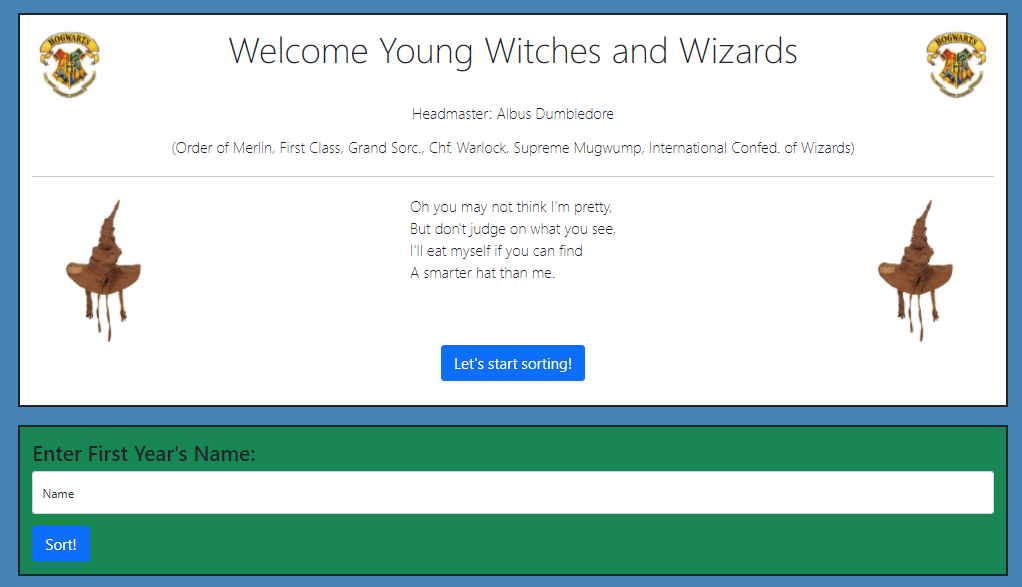 HOGWARTS
HOGWARTS
Welcome Young Witches and Wizards
Headmaster: Albus Dumbledore
(Order of Merlin, First Class, Grand Sorc., Chf. Warlock, Supreme Mugwump, International Confed. of Wizards)
Oh you may not think I'm pretty,
But don't judge on what you see,
I'll eat myself if you can find
A smarter hat than me.
Let's start sorting!
Enter First Year's Name:
Name
Sort!